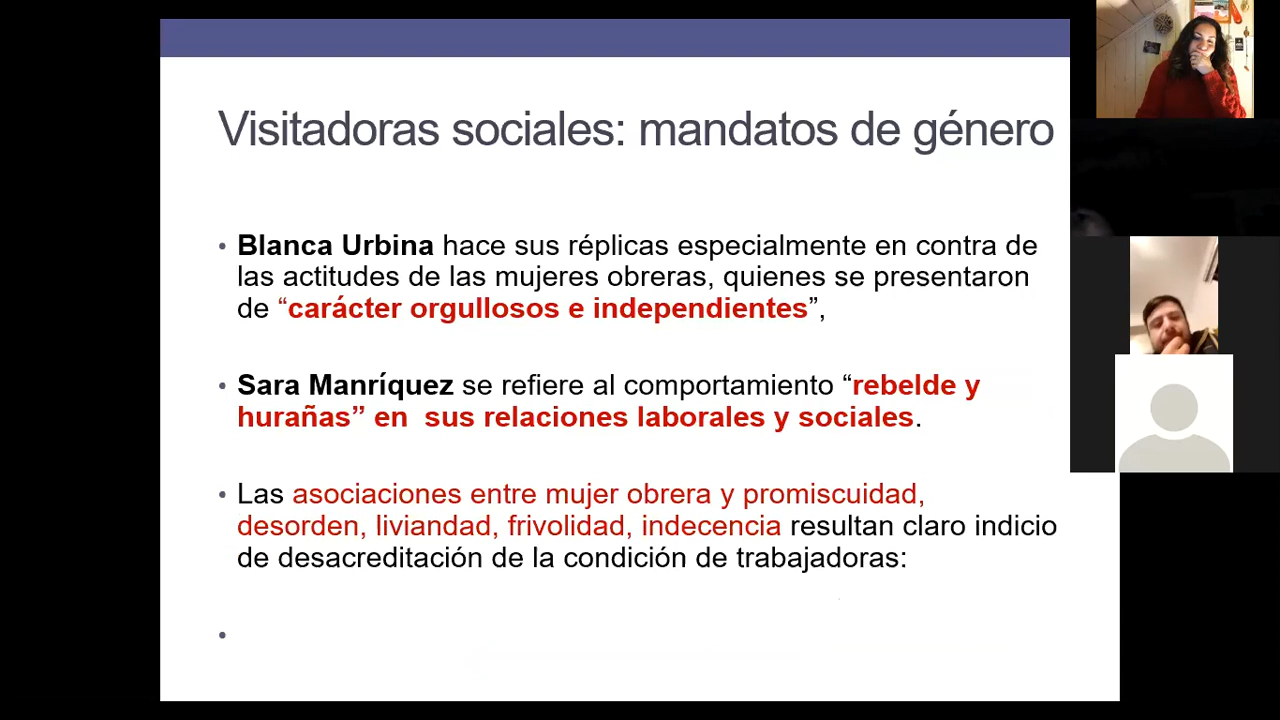 Visitadoras sociales: mandatos de género
• Blanca Urbina hace sus réplicas especialmente en contra de
las actitudes de las mujeres obreras, quienes se presentaron
de “carácter orgullosos e independientes”,
• Sara Manríquez se refiere al comportamiento “rebelde y
hurañas” en  sus relaciones laborales y sociales.
• Las asociaciones entre mujer obrera y promiscuidad,
desorden, liviandad, frivolidad, indecencia resultan claro indicio
de desacreditación de la condición de trabajadoras:
•